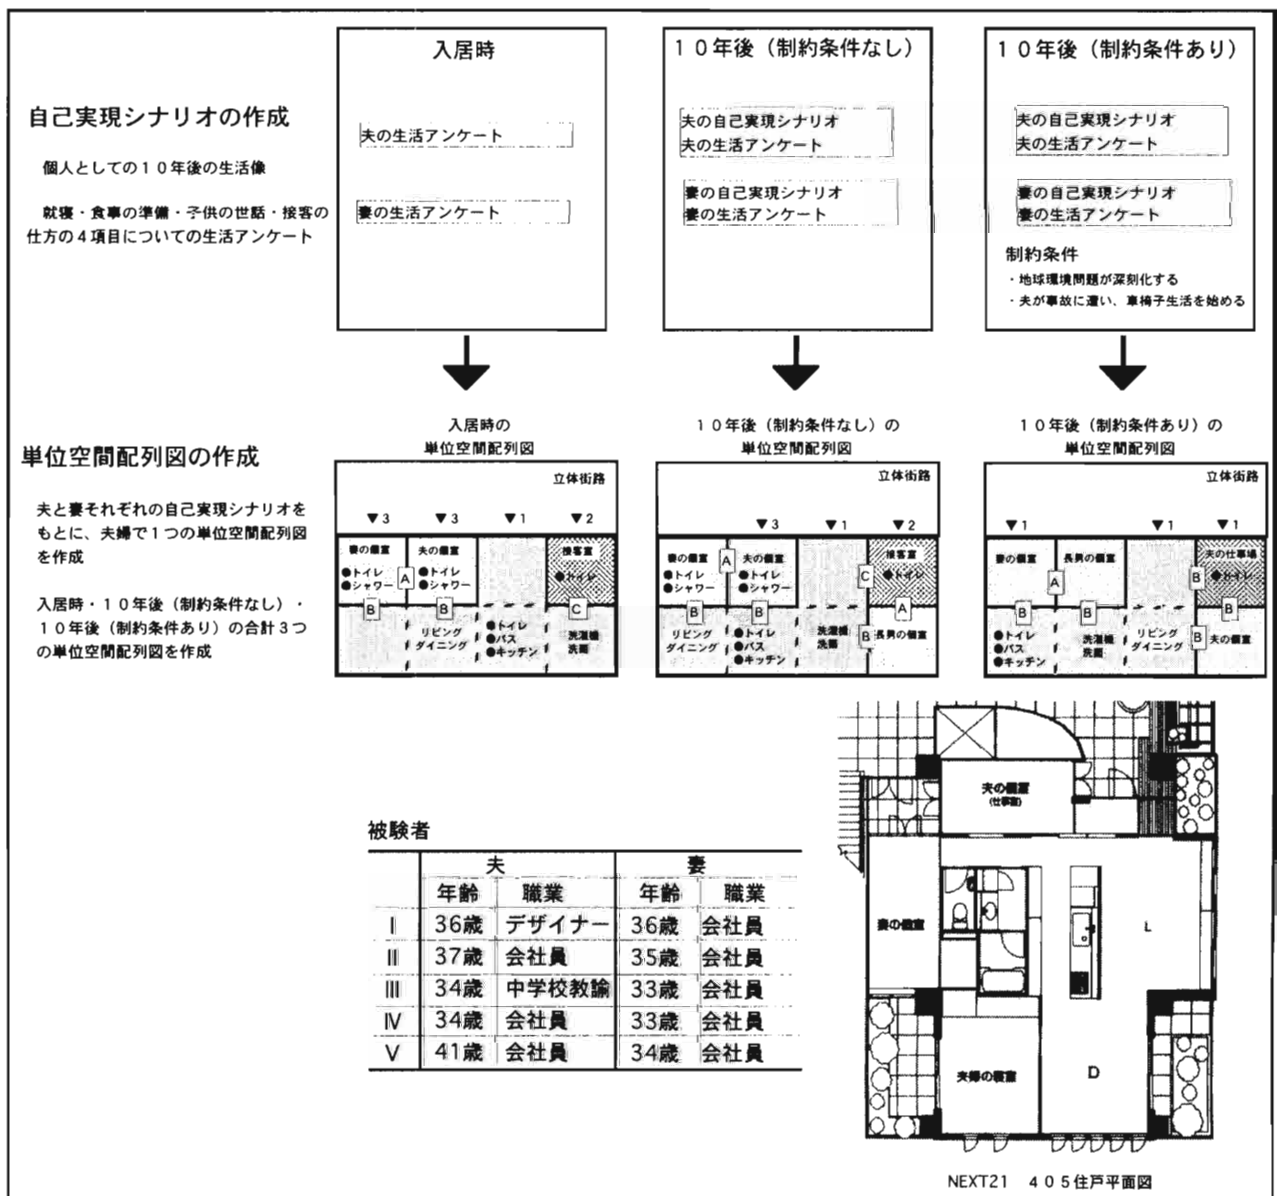 入居時
10年後（制約条件なし）
10年後（制約条件あり）
自己実現シナリオの作成
個人としての10年後の生活像
就寝・食事の準備・子供の世話・接客の
仕方の4項目についての生活アンケート
夫の生活アンケート
妻の生活アンケート
夫の自己実現シナリオ
夫の生活アンケート
妻の自己実現シナリオ
妻の生活アンケート
夫の自己実現シナリオ
夫の生活アンケート
妻の自己実現シナリオ
妻の生活アンケート
制約条件
・地球環境問題が深刻化する
・夫が事故に遭い、車椅子生活を始める
単位空間配列図の作成
夫と妻それぞれの自己実現シナリオを
もとに、夫婦で1つの単位空間配列図
を作成
入居時・10年後（制約条件なし）・
10年後（制約条件あり）の合計3つ
の単位空間配列図を作成
入居時の
単位空間配列図
立体街路
▼3 ▼3 ▼1 ▼2
妻の個室
●トイレ
●シャワー
A
夫の個室
●トイレ
●シャワー
接客室
●トイレ
B
B
C
リビング
ダイニング
●トイレ
●バス
●キッチン
洗濯機
洗面
10年後（制約条件なし）の
単位空間配列図
立体街路
▼3 ▼1 ▼2
妻の個室
●トイレ
●シャワー
A
夫の個室
●トイレ
●シャワー
C
接客室
●トイレ
B
B
A
リビング
ダイニング
●トイレ
●バス
●キッチン
洗濯機
洗面
B
長男の個室
10年後（制約条件あり）の
単位空間配列図
立体街路
▼1 ▼1 ▼1
妻の個室
A
長男の個室
B
夫の仕事場
●トイレ
B
B
B
●トイレ
●バス
●キッチン
洗濯機
洗面
リビング
ダイニング
B
夫の個室
被験者
夫 妻
年齢 職業 年齢 職業
I 36歳 デザイナー 36歳 会社員
II 37歳 会社員 35歳 会社員
III 34歳 中学校教諭 33歳 会社員
IV 34歳 会社員 33歳 会社員
V 41歳 会社員 34歳 会社員
夫の個室
(仕事室)
妻の個室
L
夫婦の寝室
D
NEXT21 405住戸平面図